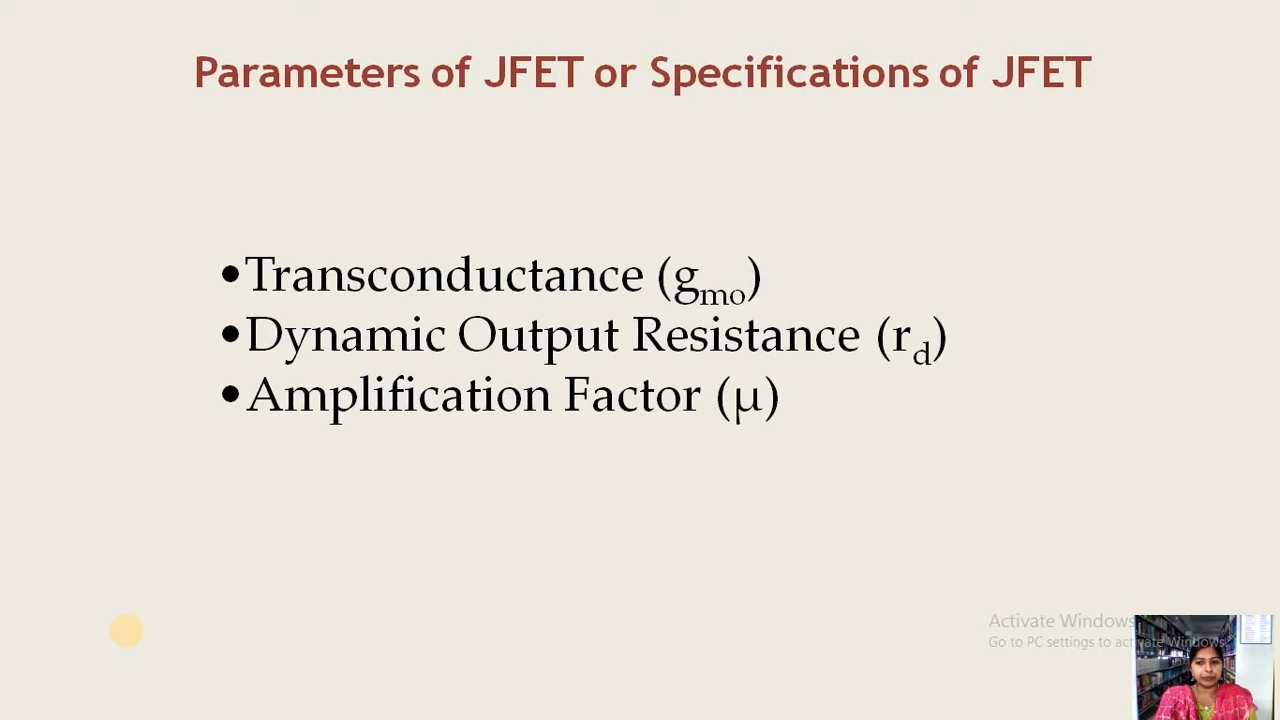 Parameters of JFET or Specifications of JFET
•Transconductance (gmo)
•Dynamic Output Resistance (rd)
•Amplification Factor (μ)
Activate Windows
Go to PC settings to activate Windows.